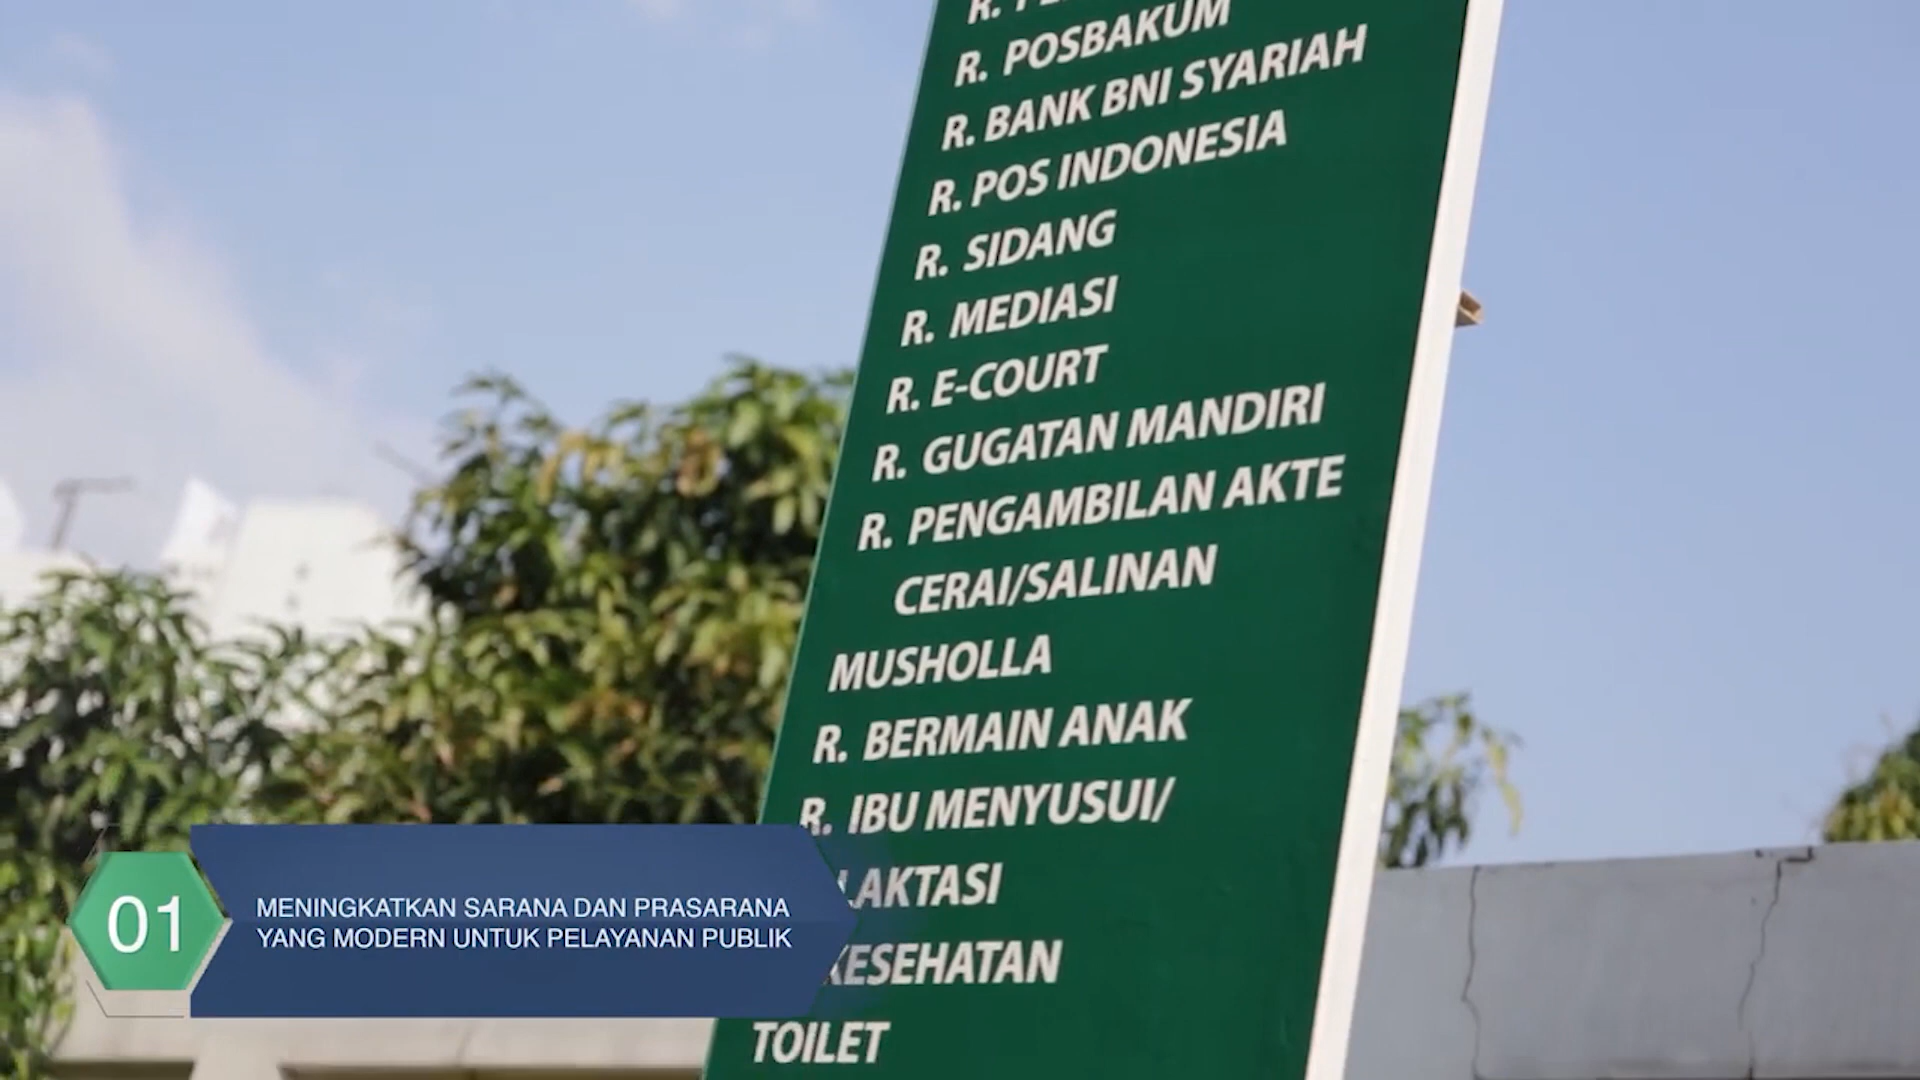 R.
R. POSBAKUM
R. BANK BNI SYARIAH
R. POS INDONESIA
R. SIDANG
R. MEDIASI
R. E-COURT
R. GUGATAN MANDIRI
R. PENGAMBILAN AKTE
CERAI/SALINAN
MUSHOLLA
R. BERMAIN ANAK
R. IBU MENYUSUI/
LAKTASI
KESEHATAN
TOILET
01
MENINGKATKAN SARANA DAN PRASARANA
YANG MODERN UNTUK PELAYANAN PUBLIK